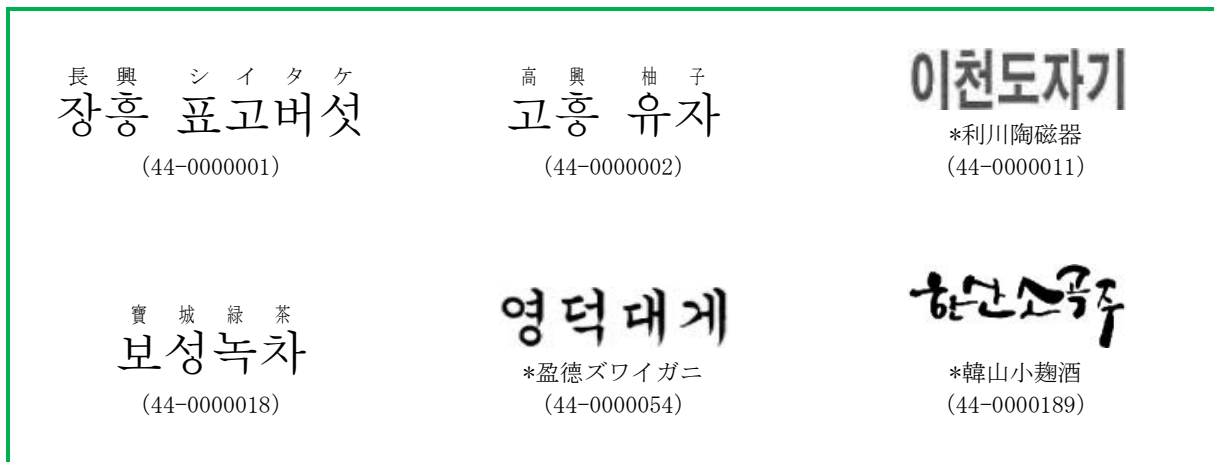 長興 シイタケ
장흥 표고버섯
(44-0000001)
高興 柚子
고흥 유자
(44-0000002)
이천도자기
*利川陶磁器
(44-0000011)
寶城緑茶
보성녹차
(44-0000018)
영덕대게
*盈德ズワイガニ
(44-0000054)
한산소곡주
*韓山小麹酒
(44-0000189)